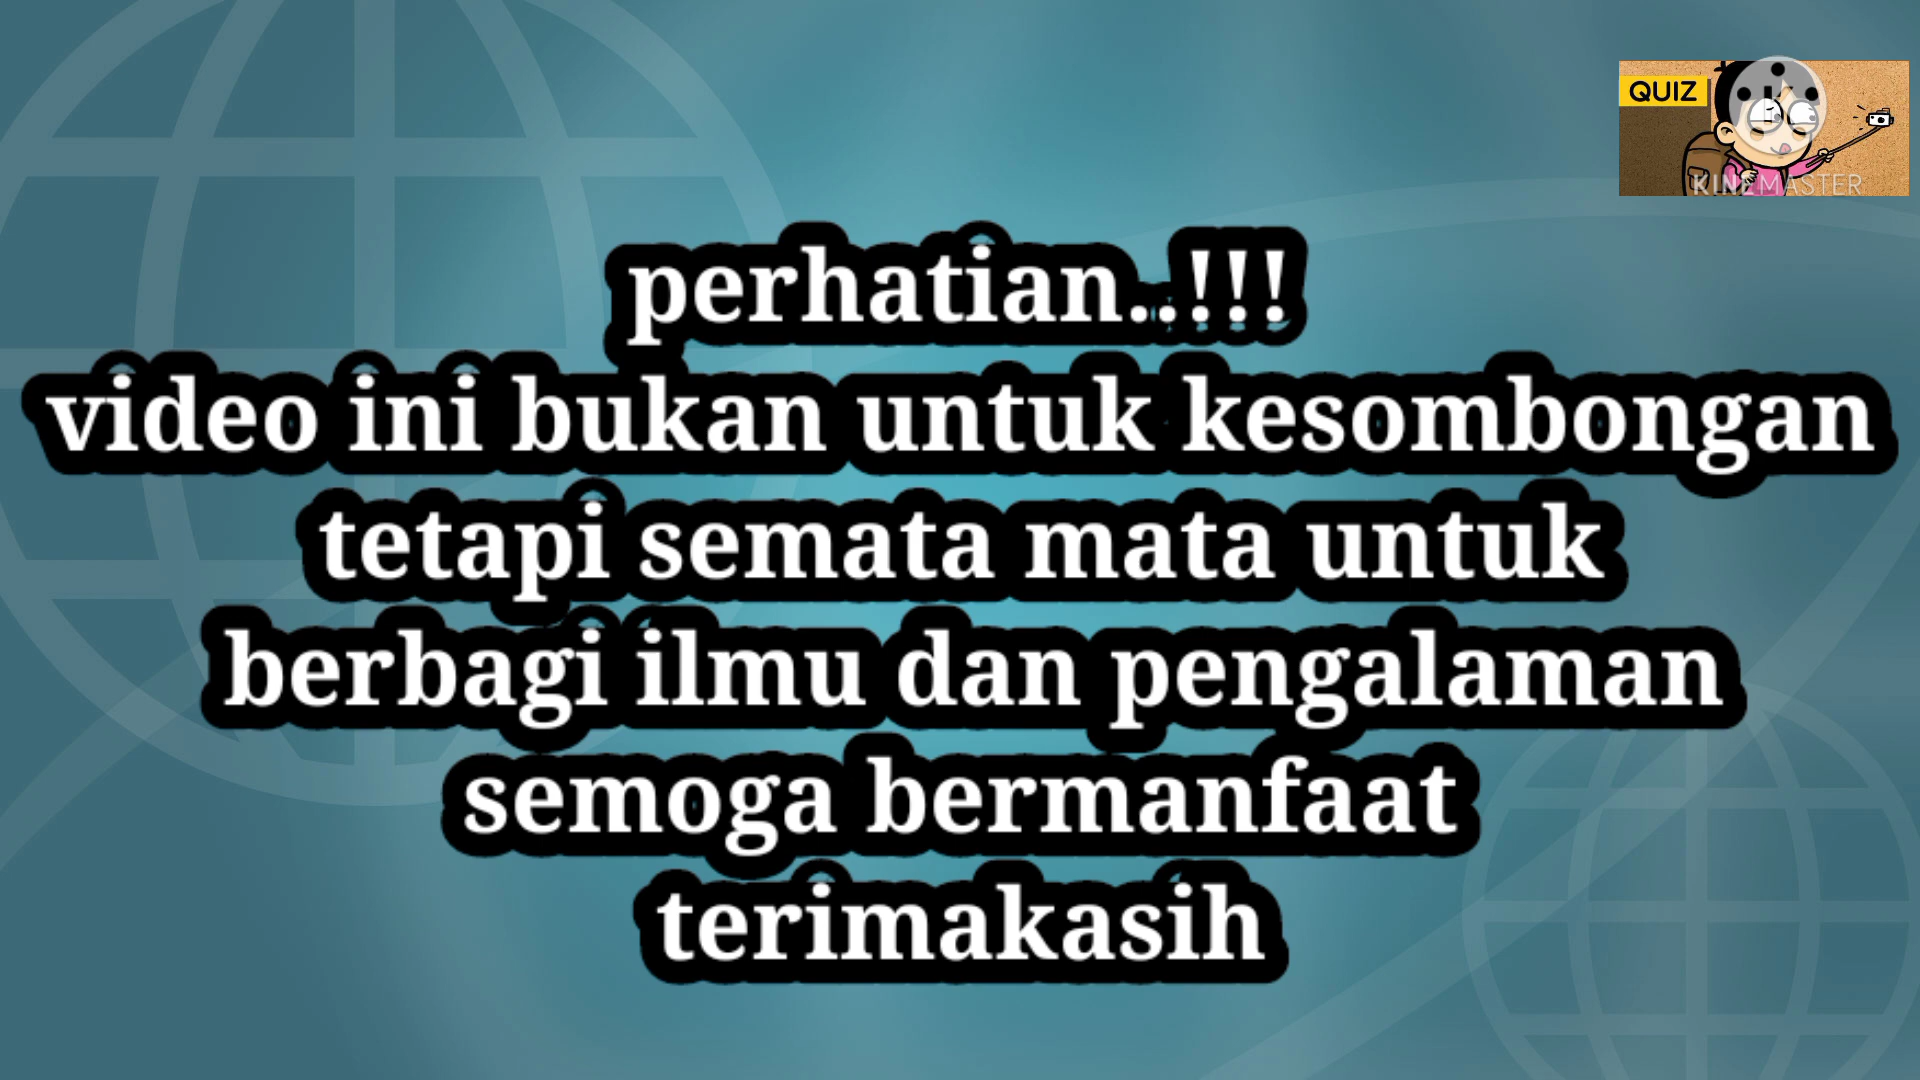 QUIZ
KINEMASTER
perhatian..!!!
video ini bukan untuk kesombongan
tetapi semata mata untuk
berbagi ilmu dan pengalaman
semoga bermanfaat
terimakasih